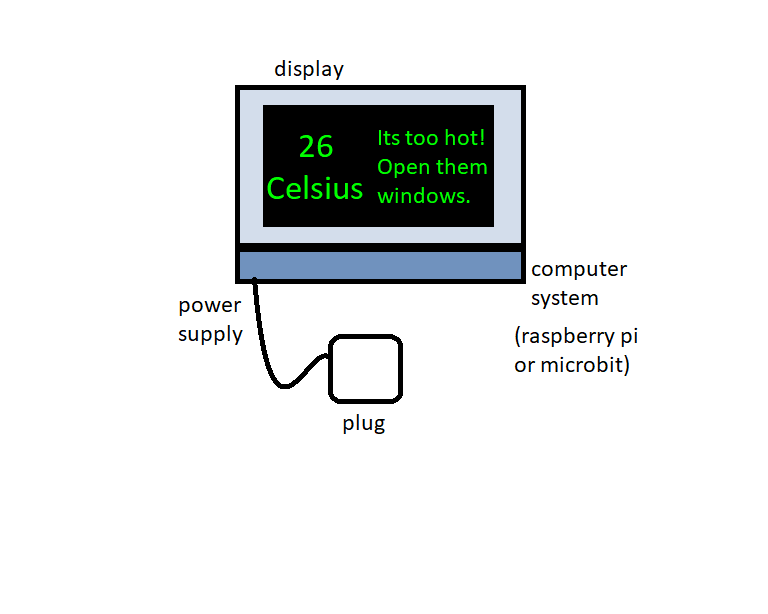 display
26
Celsius
Its too hot!
Open them
windows.
computer
system
(raspberry pi
or microbit)
power
supply
plug